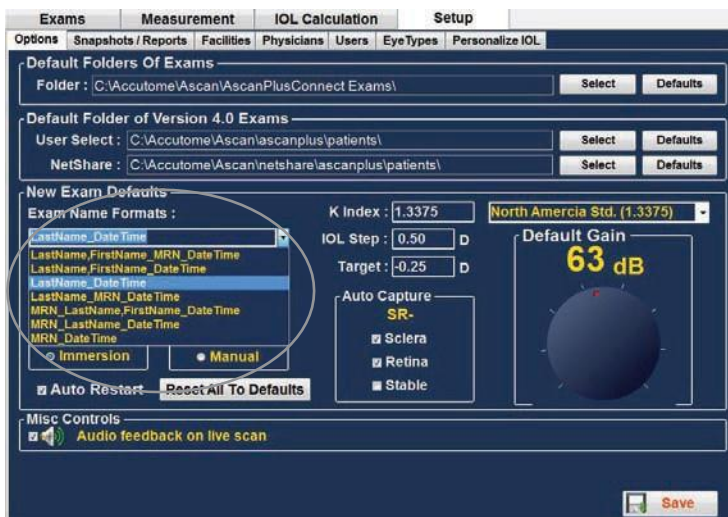 Exams Measurement IOL Calculation Setup
Options Snapshots / Reports Facilities Physicians Users Eye Types Personalize IOL
Default Folders Of Exams
Folder : C:\Accutome\Ascan\AscanPlusConnect Exams\ Select Defaults
Default Folder of Version 4.0 Exams
User Select : C:\Accutome\Ascan\ascanplus\patients\ Select Defaults
NetShare : C:\Accutome\Ascan\netshare\ascanplus\patients\ Select Defaults
New Exam Defaults
Exam Name Formats :
LastName_DateTime
LastName,FirstName_MRN_DateTime
LastName,FirstName_DateTime
LastName_DateTime
LastName_MRN_DateTime
MRN_LastName,FirstName_DateTime
MRN_LastName_DateTime
MRN_DateTime
Immersion Manual
Auto Restart Reset All To Defaults
K Index : 1.3375
IOL Step : 0.50 D
Target : -0.25 D
Auto Capture
SR-
Sclera
Retina
Stable
North Amercia Std. (1.3375)
Default Gain
63 dB
Misc Controls
Audio feedback on live scan
Save